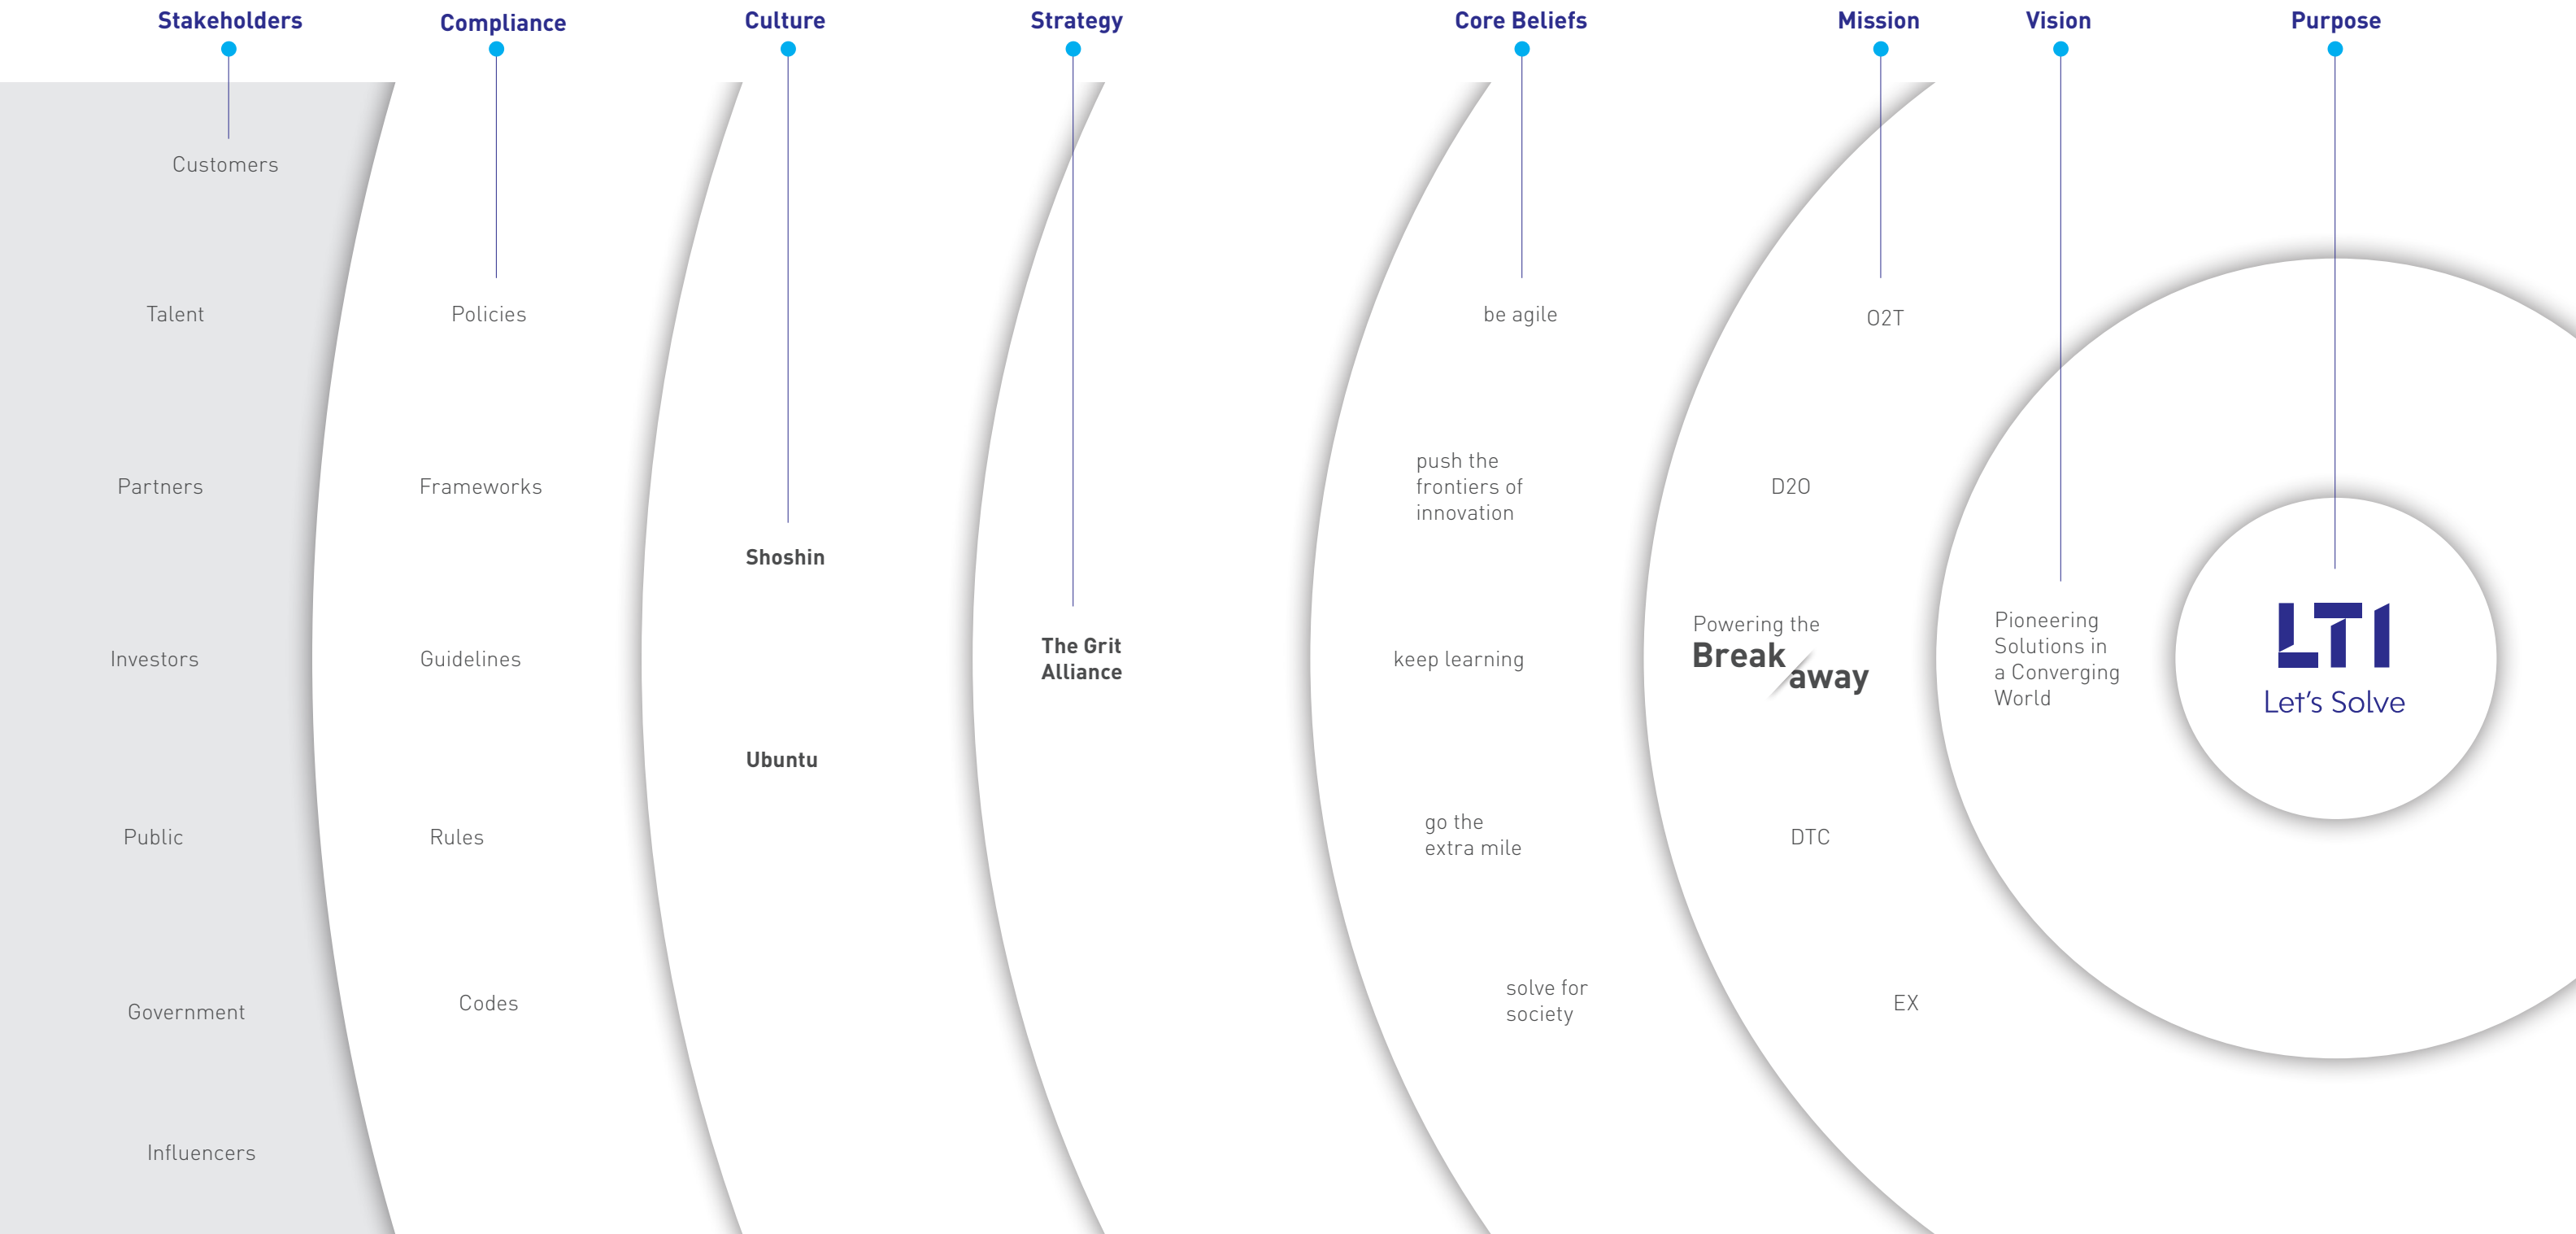 Stakeholders
Compliance
Culture
Strategy
Core Beliefs
Mission
Vision
Purpose
Customers
Talent
Partners
Investors
Public
Government
Influencers
Policies
Frameworks
Guidelines
Rules
Codes
Shoshin
Ubuntu
The Grit
Alliance
be agile
push the
frontiers of
innovation
keep learning
go the
extra mile
solve for
society
O2T
D2O
Powering the
Break
away
DTC
EX
Pioneering
Solutions in
a Converging
World
LTI
Let's Solve